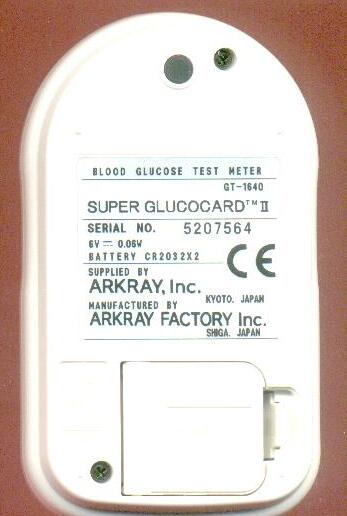 BLOOD GLUCOSE TEST METER
GT-1640
SUPER GLUCOCARD™ II
SERIAL NO. 5207564
6V ⎓ 0.06W
BATTERY CR2032X2
CE
SUPPLIED BY
ARKRAY, Inc.
KYOTO. JAPAN
MANUFACTURED BY
ARKRAY FACTORY Inc.
SHIGA. JAPAN